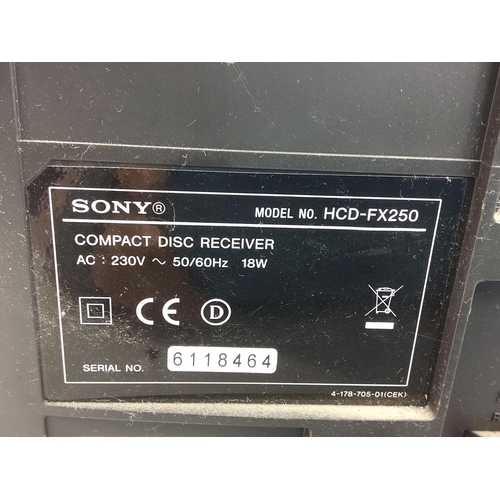 SONY® MODEL NO. HCD-FX250
COMPACT DISC RECEIVER
AC : 230V ~ 50/60Hz 18W
CE D
SERIAL NO. 6118464
4-178-705-01(CEK)